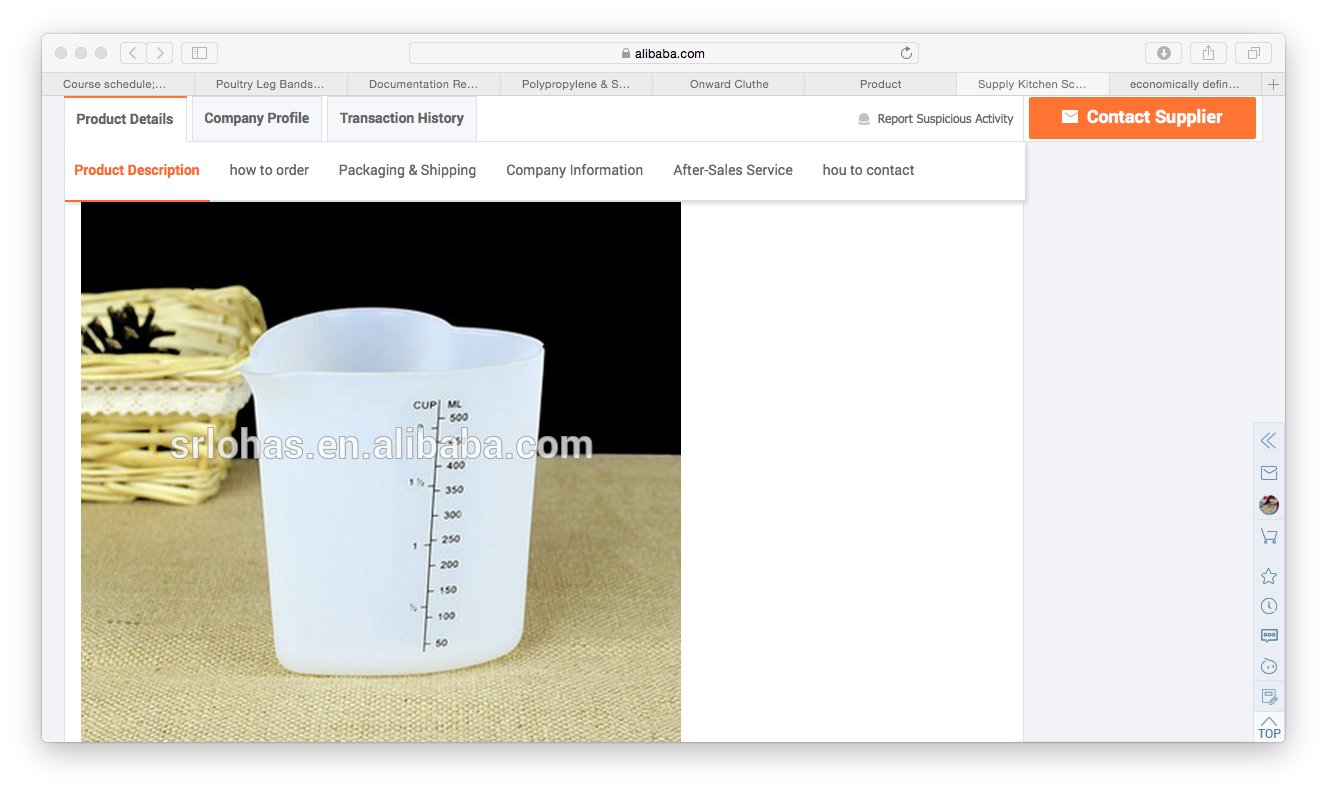 alibaba.com
Course schedule;...
Poultry Leg Bands...
Documentation Re...
Polypropylene & S...
Onward Cluthe
Product
Supply Kitchen Sc...
economically defin...
Product Details
Company Profile
Transaction History
Report Suspicious Activity
Contact Supplier
Product Description
how to order
Packaging & Shipping
Company Information
After-Sales Service
hou to contact
CUP ML
500
srlohas.en.alibaba.com
400
1 ½
350
300
250
1
200
150
½
100
50
TOP